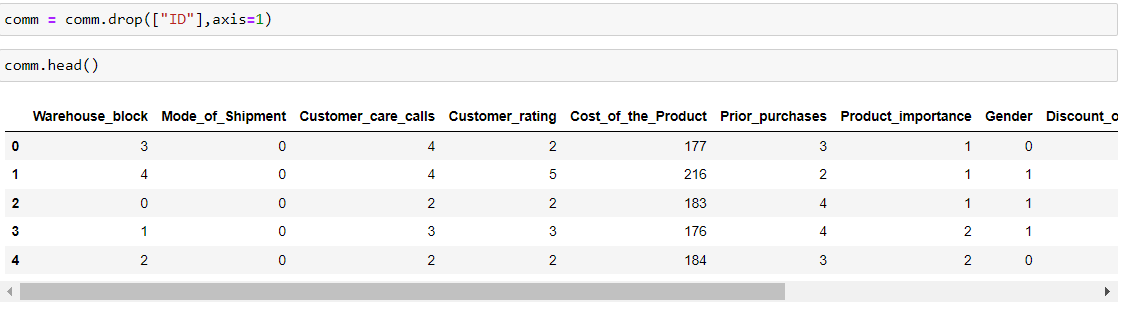 comm = comm.drop(["ID"],axis=1)
comm.head()
Warehouse_block Mode_of_Shipment Customer_care_calls Customer_rating Cost_of_the_Product Prior_purchases Product_importance Gender Discount_o
0 3 0 4 2 177 3 1 0
1 4 0 4 5 216 2 1 1
2 0 0 2 2 183 4 1 1
3 1 0 3 3 176 4 2 1
4 2 0 2 2 184 3 2 0